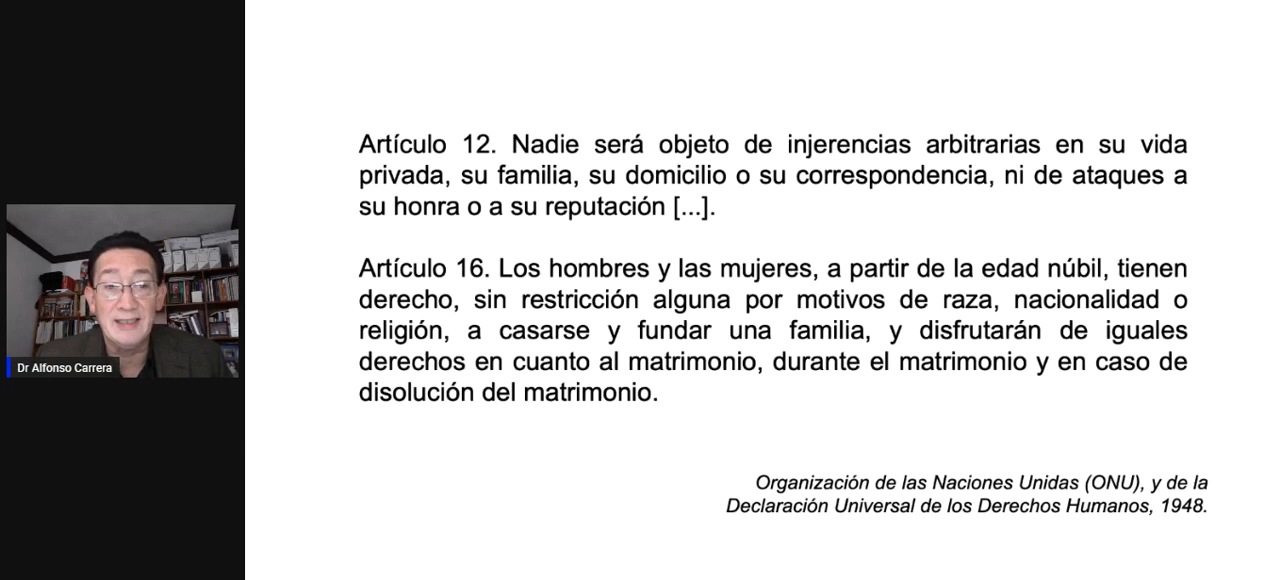 Artículo 12. Nadie será objeto de injerencias arbitrarias en su vida
privada, su familia, su domicilio o su correspondencia, ni de ataques a
su honra o a su reputación [...].
Artículo 16. Los hombres y las mujeres, a partir de la edad núbil, tienen
derecho, sin restricción alguna por motivos de raza, nacionalidad o
religión, a casarse y fundar una familia, y disfrutarán de iguales
derechos en cuanto al matrimonio, durante el matrimonio y en caso de
disolución del matrimonio.
Organización de las Naciones Unidas (ONU), y de la
Declaración Universal de los Derechos Humanos, 1948.
Dr Alfonso Carrera